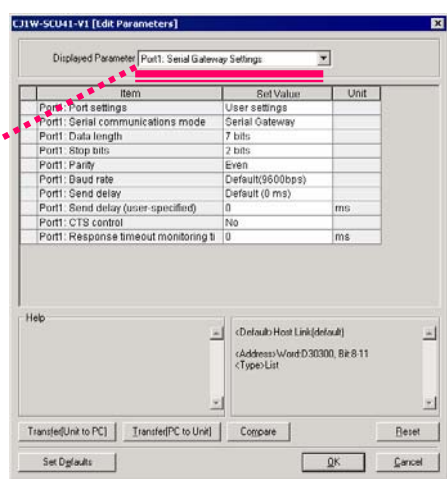 CJ1W-SCU41-V1 [Edit Parameters]
Displayed Parameter Port1: Serial Gateway Settings
Item Set Value Unit
Port1: Port settings User settings
Port1: Serial communications mode Serial Gateway
Port1: Data length 7 bits
Port1: Stop bits 2 bits
Port1: Parity Even
Port1: Baud rate Default(9600bps)
Port1: Send delay Default (0 ms)
Port1: Send delay (user-specified) 0 ms
Port1: CTS control No
Port1: Response timeout monitoring ti 0 ms
Help
<Default>Host Link(default)
<Address>Word:D30300, Bit:8-11
<Type>List
Transfer[Unit to PC] Transfer[PC to Unit] Compare Reset
Set Defaults OK Cancel